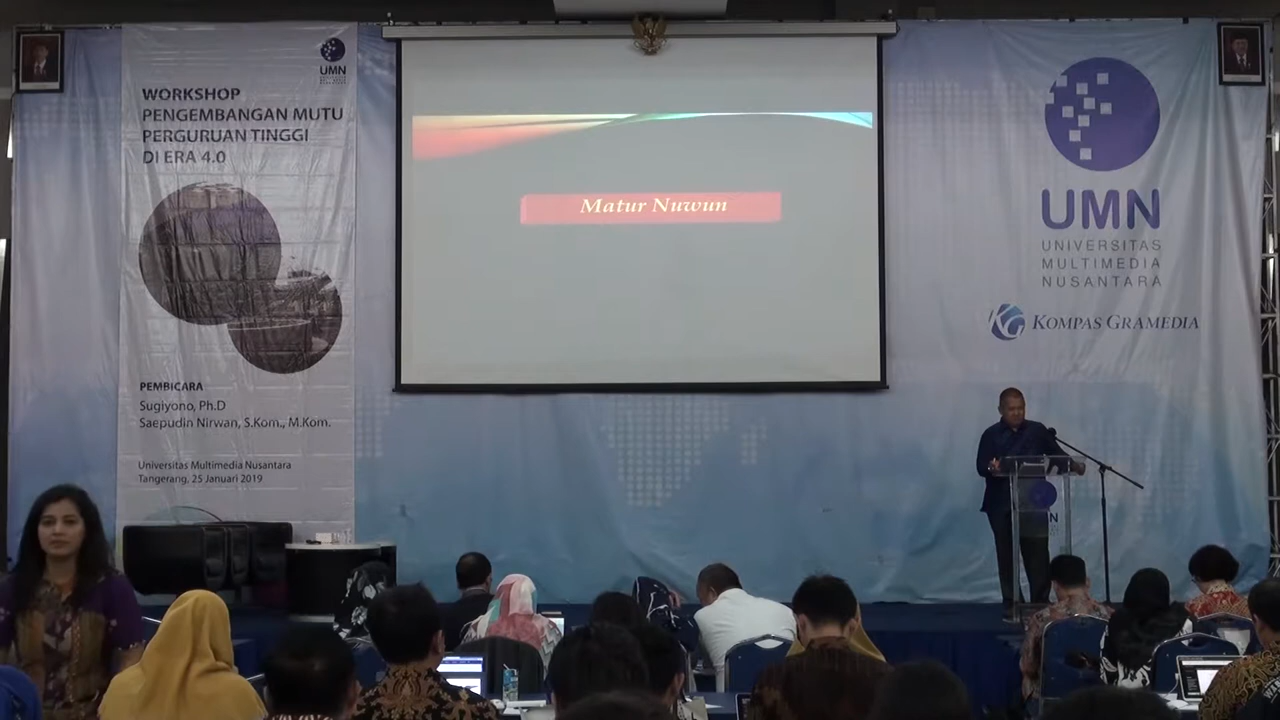 UMN
WORKSHOP
PENGEMBANGAN MUTU
PERGURUAN TINGGI
DI ERA 4.0
PEMBICARA
Sugiyono, Ph.D
Saepudin Nirwan, S.Kom., M.Kom.
Universitas Multimedia Nusantara
Tangerang, 25 Januari 2019
Matur Nuwun
UMN
UNIVERSITAS
MULTIMEDIA
NUSANTARA
KG KOMPAS GRAMEDIA